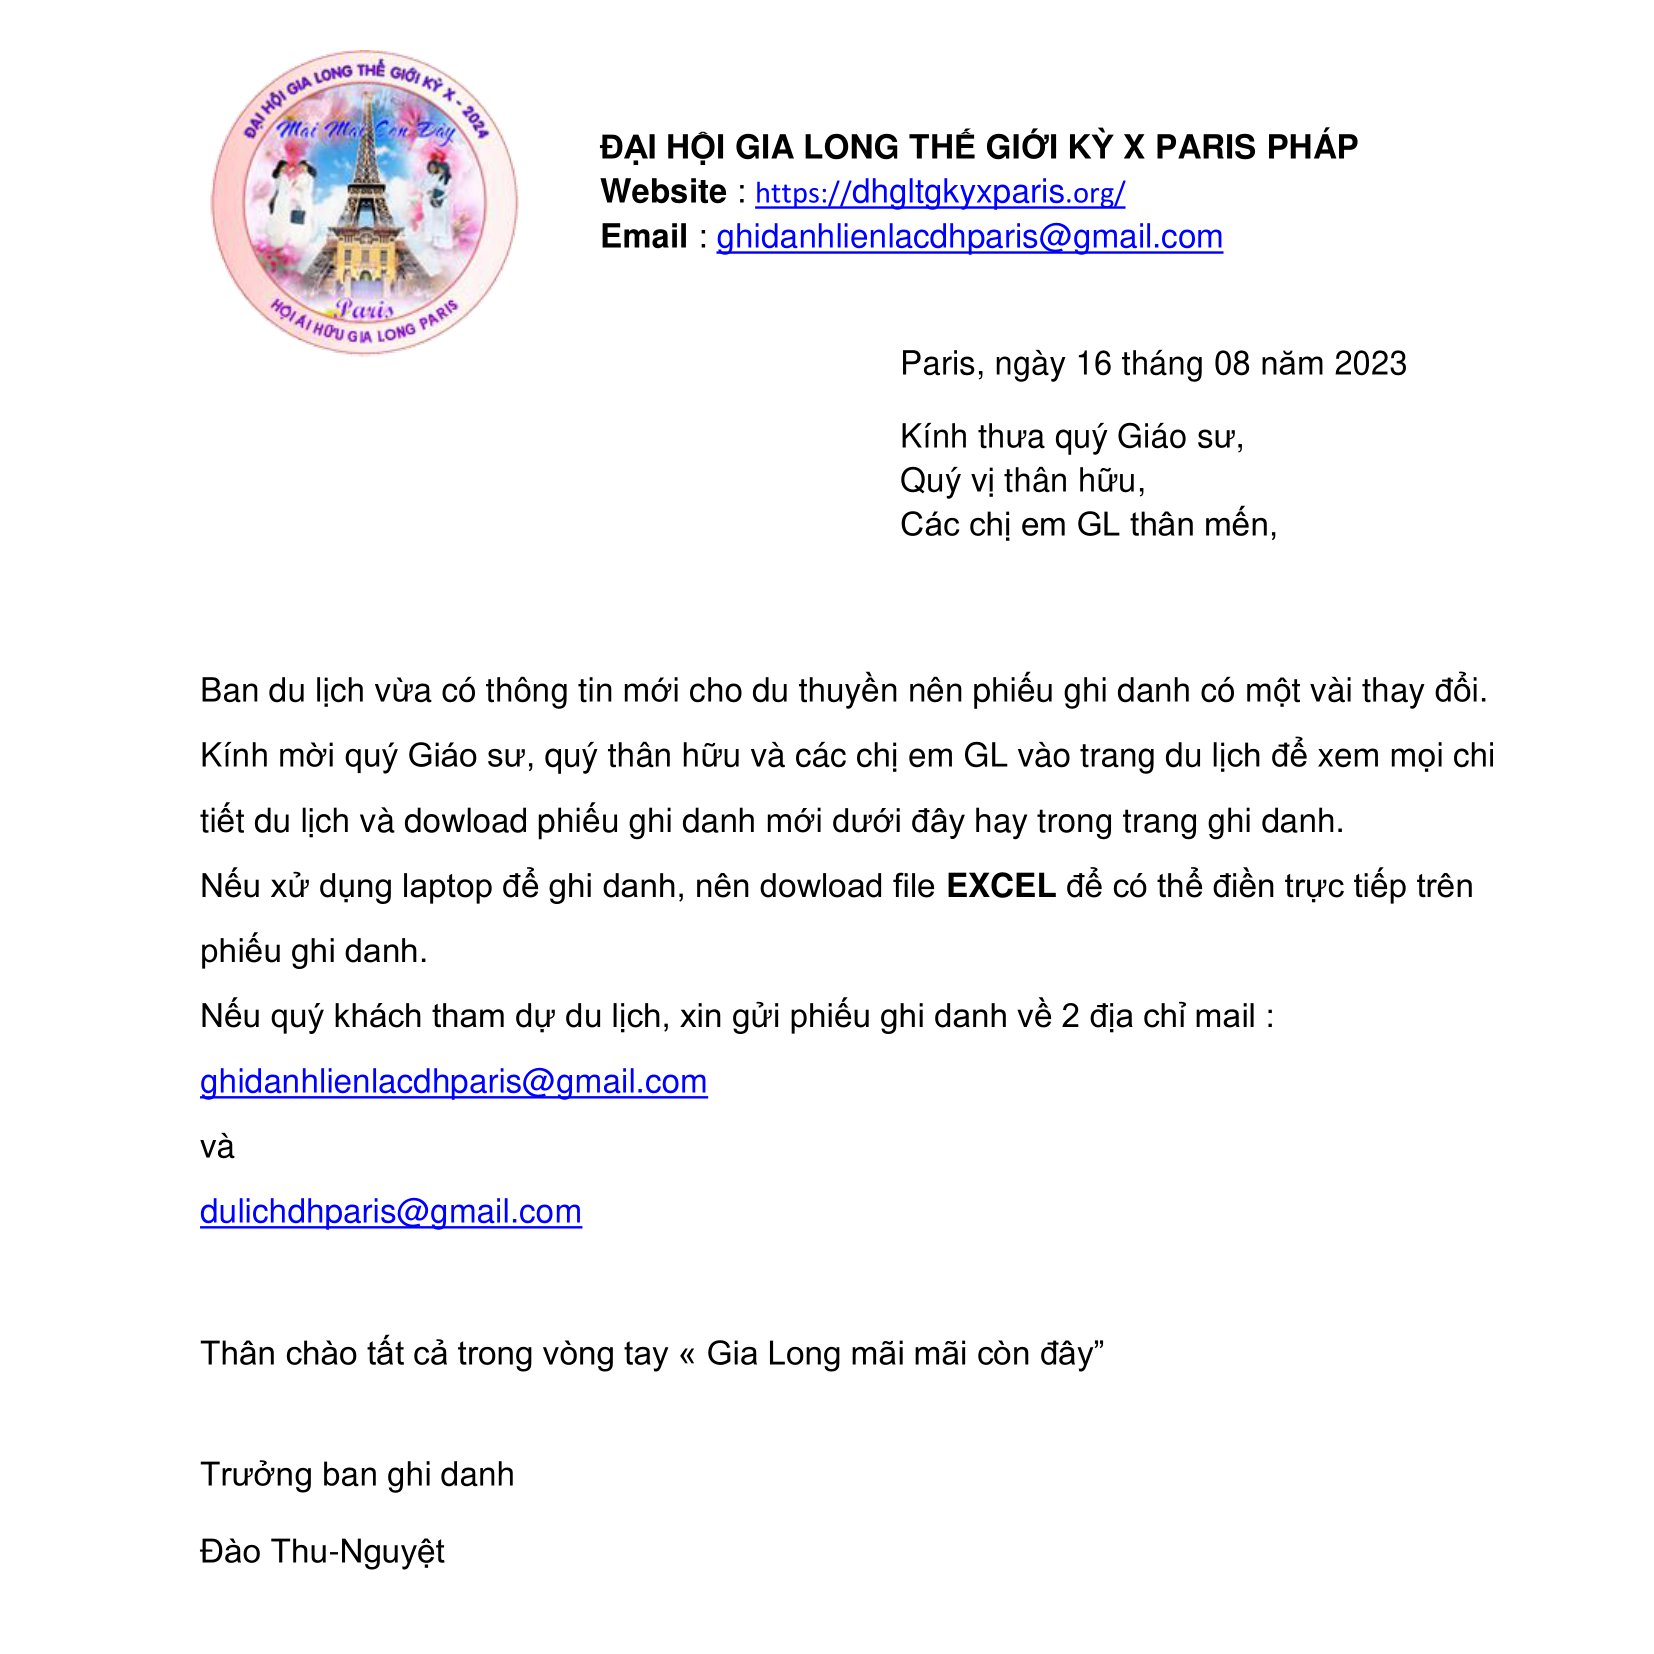 ĐẠI HỘI GIA LONG THẾ GIỚI KỲ X - 2024
Mãi Mãi Còn Đây
Paris
HỘI ÁI HỮU GIA LONG PARIS
ĐẠI HỘI GIA LONG THẾ GIỚI KỲ X PARIS PHÁP
Website : https://dhgltgkyxparis.org/
Email : ghidanhlienlacdhparis@gmail.com
Paris, ngày 16 tháng 08 năm 2023
Kính thưa quý Giáo sư,
Quý vị thân hữu,
Các chị em GL thân mến,
Ban du lịch vừa có thông tin mới cho du thuyền nên phiếu ghi danh có một vài thay đổi.
Kính mời quý Giáo sư, quý thân hữu và các chị em GL vào trang du lịch để xem mọi chi
tiết du lịch và dowload phiếu ghi danh mới dưới đây hay trong trang ghi danh.
Nếu xử dụng laptop để ghi danh, nên dowload file EXCEL để có thể điền trực tiếp trên
phiếu ghi danh.
Nếu quý khách tham dự du lịch, xin gửi phiếu ghi danh về 2 địa chỉ mail :
ghidanhlienlacdhparis@gmail.com
và
dulichdhparis@gmail.com
Thân chào tất cả trong vòng tay « Gia Long mãi mãi còn đây”
Trưởng ban ghi danh
Đào Thu-Nguyệt